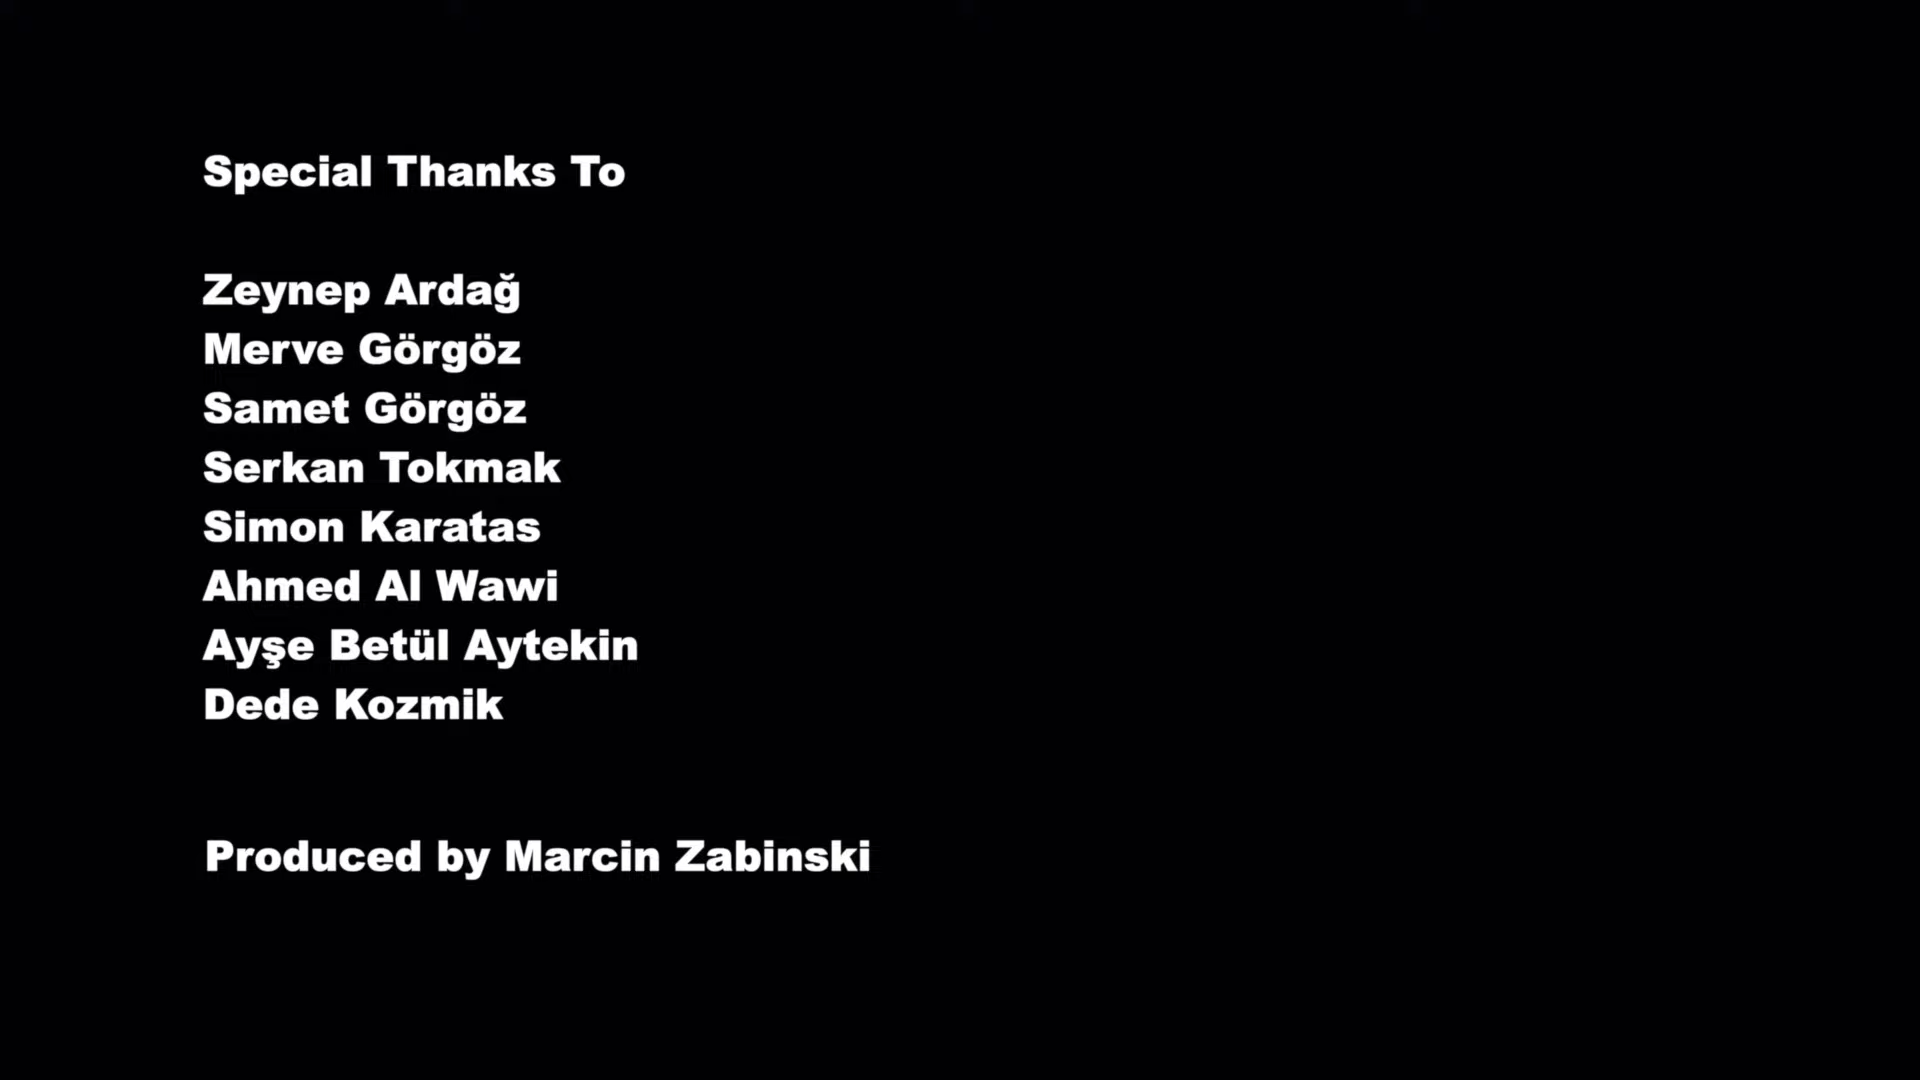 Special Thanks To
Zeynep Ardağ
Merve Görgöz
Samet Görgöz
Serkan Tokmak
Simon Karatas
Ahmed Al Wawi
Ayşe Betül Aytekin
Dede Kozmik
Produced by Marcin Zabinski